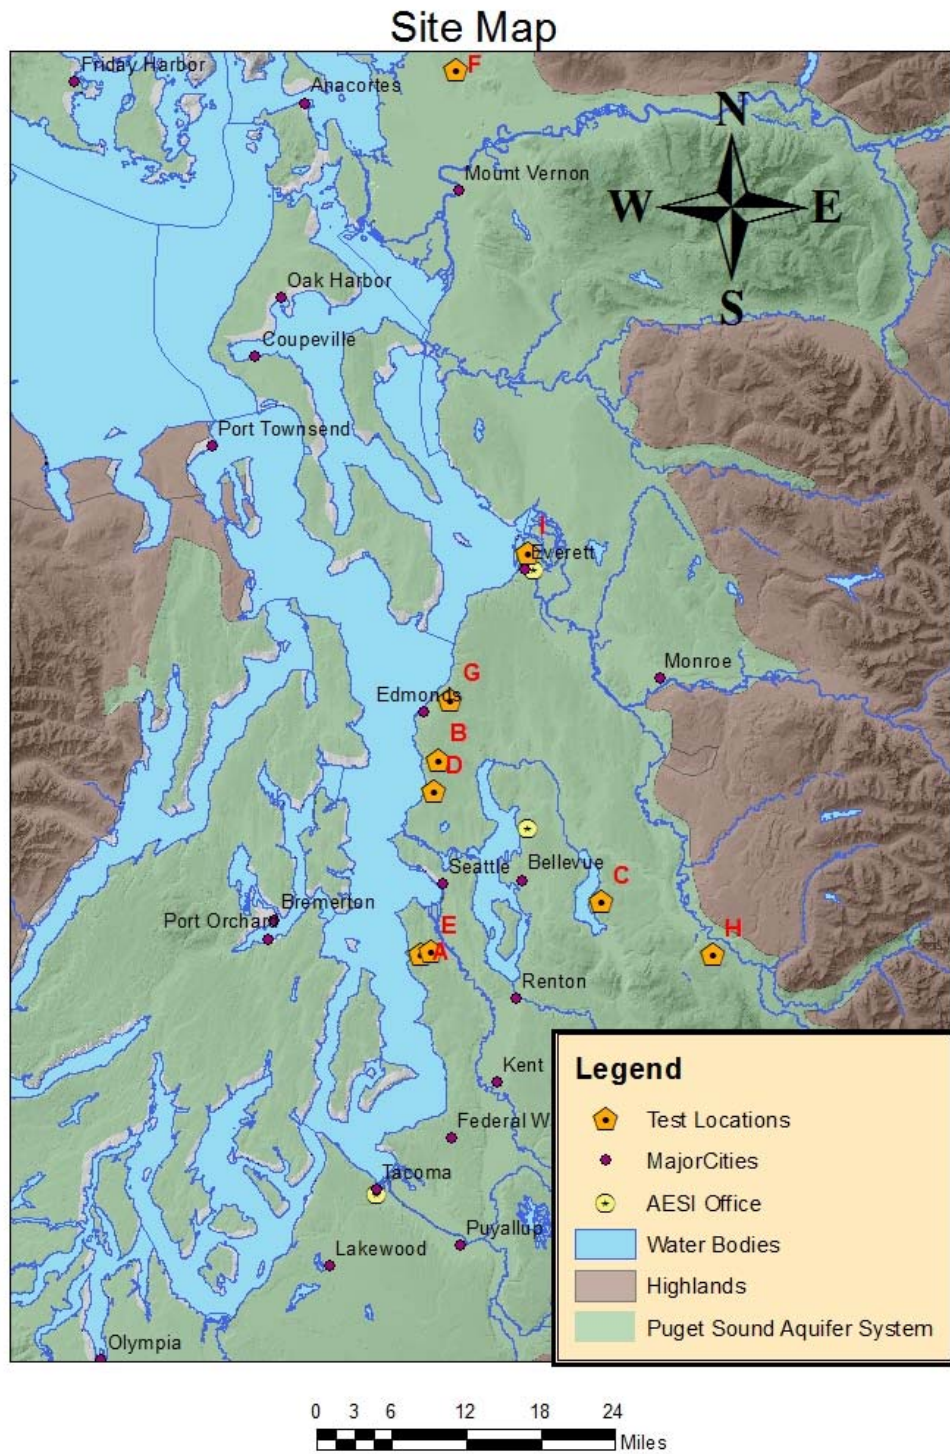 Site Map
F
Friday Harbor
Anacortes
N
Mount Vernon
W
E
Oak Harbor
S
Coupeville
Port Townsend
I
Everett
Monroe
G
Edmonds
B
D
Seattle
Bellevue
C
Bremerton
Port Orchard
E
A
H
Renton
Kent
Federal W
Tacoma
Puyallup
Lakewood
Olympia
Legend
Test Locations
MajorCities
AESI Office
Water Bodies
Highlands
Puget Sound Aquifer System
0 3 6 12 18 24
Miles